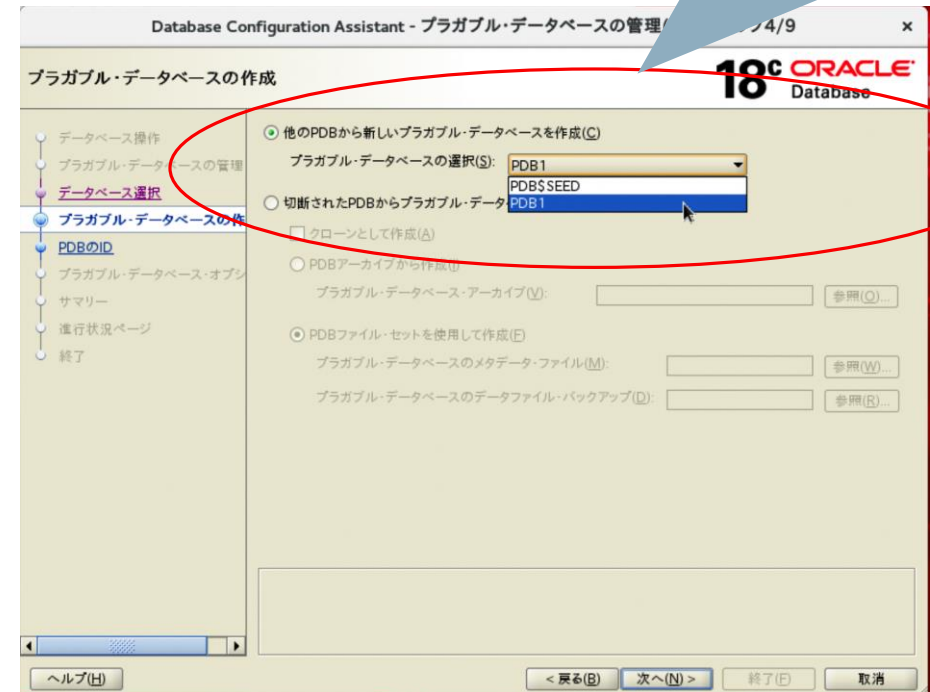 Database Configuration Assistant - プラガブル・データベースの管理 4/9
プラガブル・データベースの作成
18c ORACLE Database
データベース操作
プラガブル・データベースの管理
データベース選択
プラガブル・データベースの作
PDBのID
プラガブル・データベース・オプシ
サマリー
進行状況ページ
終了
他のPDBから新しいプラガブル・データベースを作成(C)
プラガブル・データベースの選択(S): PDB1
PDB$SEED
PDB1
切断されたPDBからプラガブル・データ
クローンとして作成(A)
PDBアーカイブから作成(I)
プラガブル・データベース・アーカイブ(V): 参照(O)...
PDBファイル・セットを使用して作成(F)
プラガブル・データベースのメタデータ・ファイル(M): 参照(W)...
プラガブル・データベースのデータファイル・バックアップ(D): 参照(R)...
ヘルプ(H) < 戻る(B) 次へ(N) > 終了(F) 取消